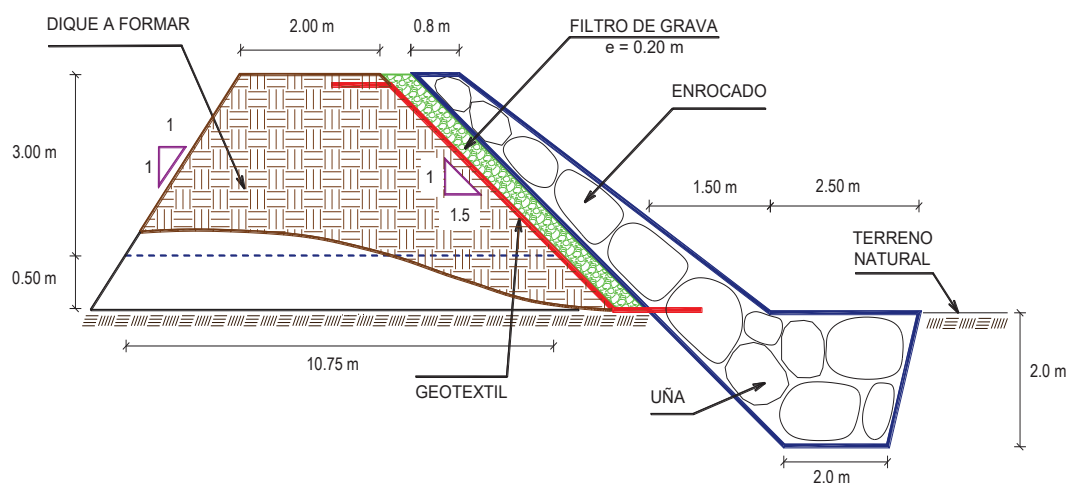 DIQUE A FORMAR
2.00 m
0.8 m
FILTRO DE GRAVA
e = 0.20 m
ENROCADO
3.00 m
1
1
1
1.5
1.50 m
2.50 m
TERRENO
NATURAL
0.50 m
10.75 m
GEOTEXTIL
UÑA
2.0 m
2.0 m